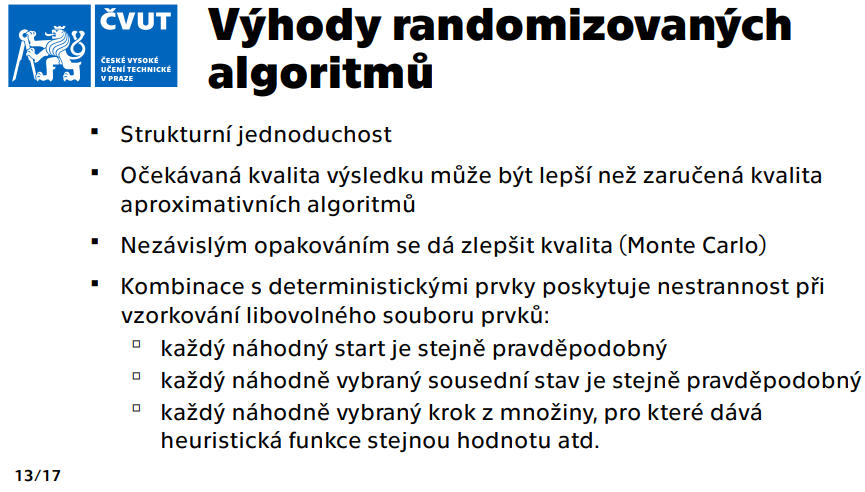 ČVUT
ČESKÉ VYSOKÉ
UČENÍ TECHNICKÉ
V PRAZE
Výhody randomizovaných
algoritmů
Strukturní jednoduchost
Očekávaná kvalita výsledku může být lepší než zaručená kvalita
aproximativních algoritmů
Nezávislým opakováním se dá zlepšit kvalita (Monte Carlo)
Kombinace s deterministickými prvky poskytuje nestrannost při
vzorkování libovolného souboru prvků:
každý náhodný start je stejně pravděpodobný
každý náhodně vybraný sousední stav je stejně pravděpodobný
každý náhodně vybraný krok z množiny, pro které dává
heuristická funkce stejnou hodnotu atd.
13/17